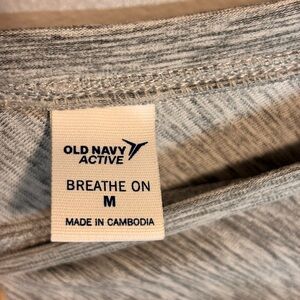 OLD NAVY
ACTIVE
BREATHE ON
M
MADE IN CAMBODIA